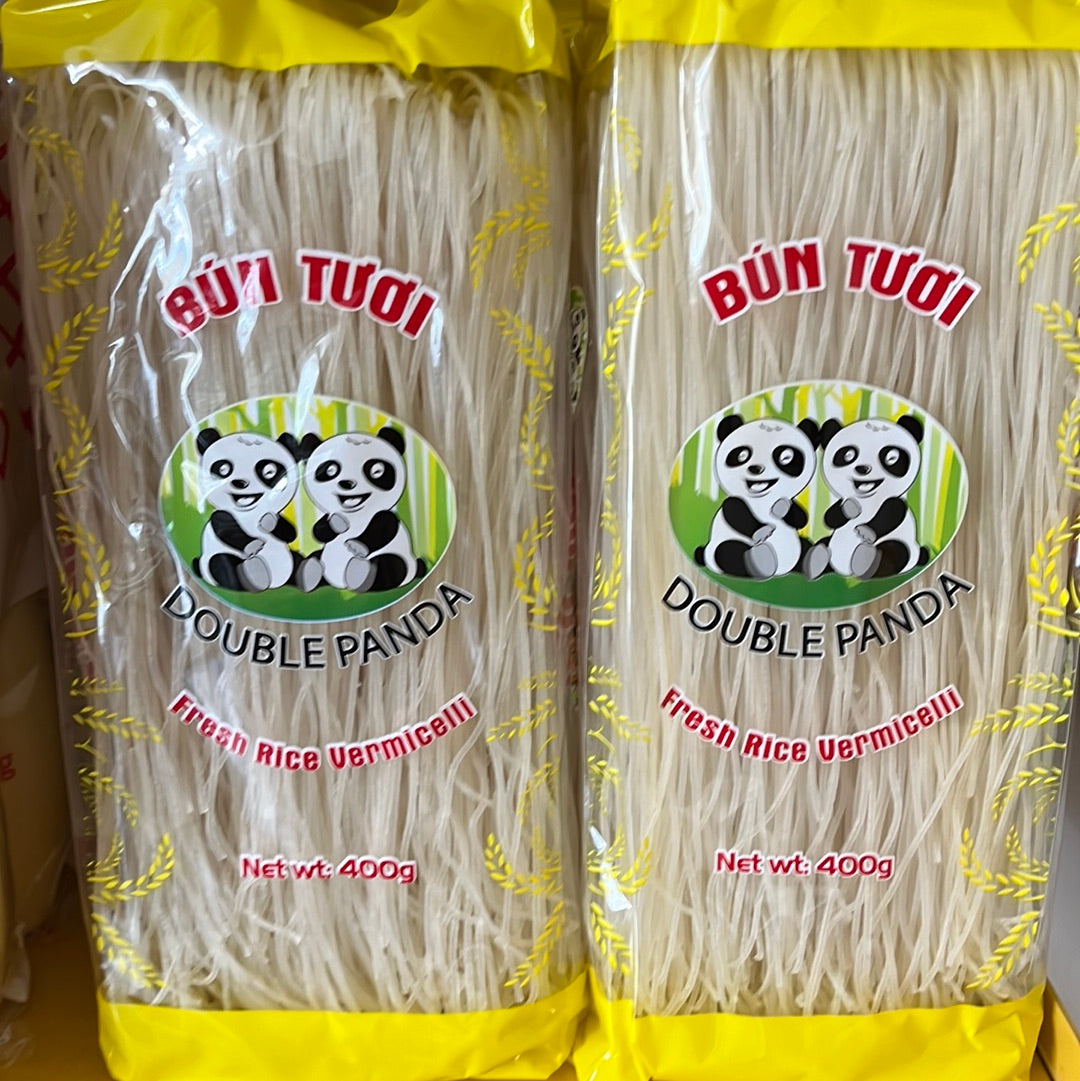 BÚN TƯƠI
DOUBLE PANDA
Fresh Rice Vermicelli
Net wt: 400g
BÚN TƯƠI
DOUBLE PANDA
Fresh Rice Vermicelli
Net wt: 400g